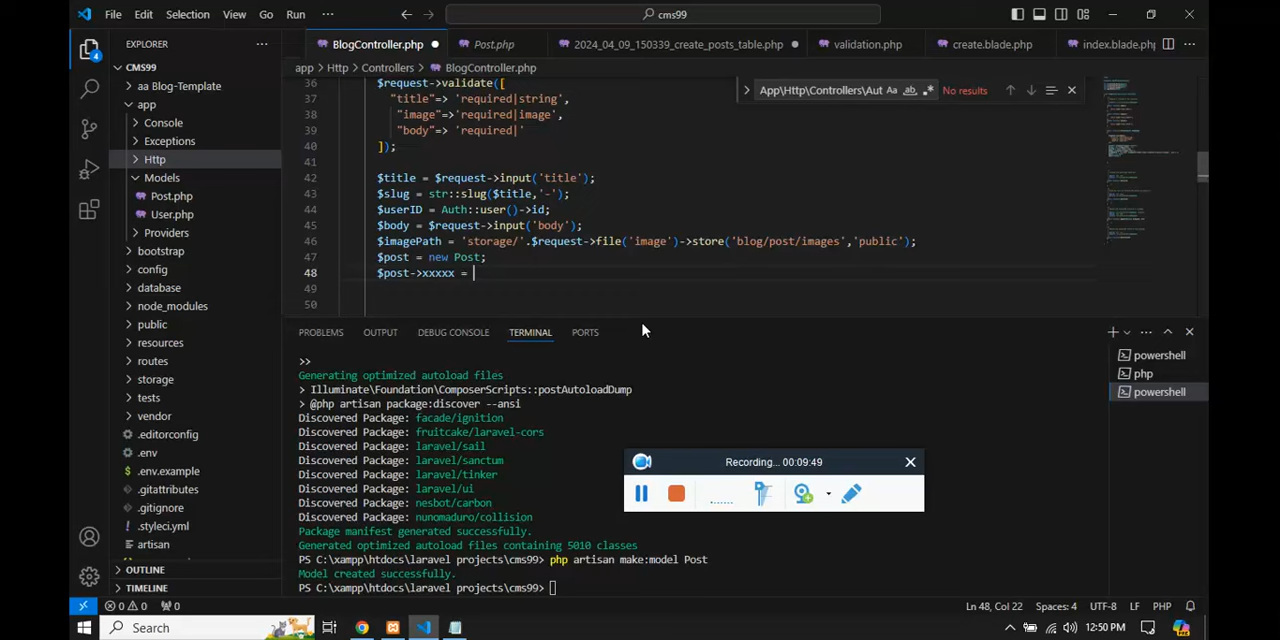 File Edit Selection View Go Run ··· cms99
EXPLORER ···
BlogController.php Post.php 2024_04_09_150339_create_posts_table.php validation.php create.blade.php index.blade.ph
CMS99
app > Http > Controllers > BlogController.php
aa Blog-Template
app
Console
Exceptions
Http
Models
Post.php
User.php
Providers
bootstrap
config
database
node_modules
public
resources
routes
storage
tests
vendor
.editorconfig
.env
.env.example
.gitattributes
.gitignore
.styleci.yml
artisan
OUTLINE
TIMELINE
4
App\Http\Controllers\Aut Aa ab .* No results
36 $request->validate([
37 "title"=> 'required|string',
38 "image"=> 'required|image',
39 "body"=> 'required|'
40 ]);
41
42 $title = $request->input('title');
43 $slug = str::slug($title,'-');
44 $userID = Auth::user()->id;
45 $body = $request->input('body');
46 $imagePath = 'storage/'.$request->file('image')->store('blog/post/images','public');
47 $post = new Post;
48 $post->xxxxx =
49
50
PROBLEMS OUTPUT DEBUG CONSOLE TERMINAL PORTS
powershell
php
powershell
>>
Generating optimized autoload files
> Illuminate\Foundation\ComposerScripts::postAutoloadDump
> @php artisan package:discover --ansi
Discovered Package: facade/ignition
Discovered Package: fruitcake/laravel-cors
Discovered Package: laravel/sail
Discovered Package: laravel/sanctum
Discovered Package: laravel/tinker
Discovered Package: laravel/ui
Discovered Package: nesbot/carbon
Discovered Package: nunomaduro/collision
Package manifest generated successfully.
Generated optimized autoload files containing 5010 classes
PS C:\xampp\htdocs\laravel projects\cms99> php artisan make:model Post
Model created successfully.
PS C:\xampp\htdocs\laravel projects\cms99>
Recording... 00:09:49
0 0 0 Ln 48, Col 22 Spaces: 4 UTF-8 LF PHP
Search 12:50 PM